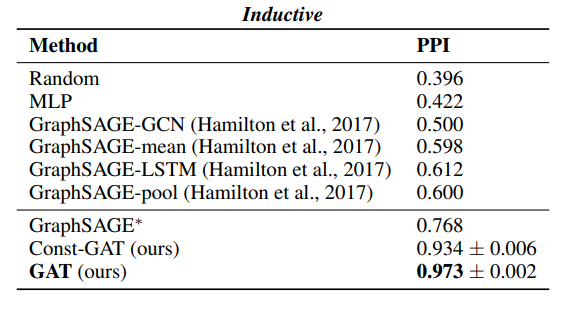 Inductive
Method PPI
Random 0.396
MLP 0.422
GraphSAGE-GCN (Hamilton et al., 2017) 0.500
GraphSAGE-mean (Hamilton et al., 2017) 0.598
GraphSAGE-LSTM (Hamilton et al., 2017) 0.612
GraphSAGE-pool (Hamilton et al., 2017) 0.600
GraphSAGE* 0.768
Const-GAT (ours) 0.934 ± 0.006
GAT (ours) 0.973 ± 0.002